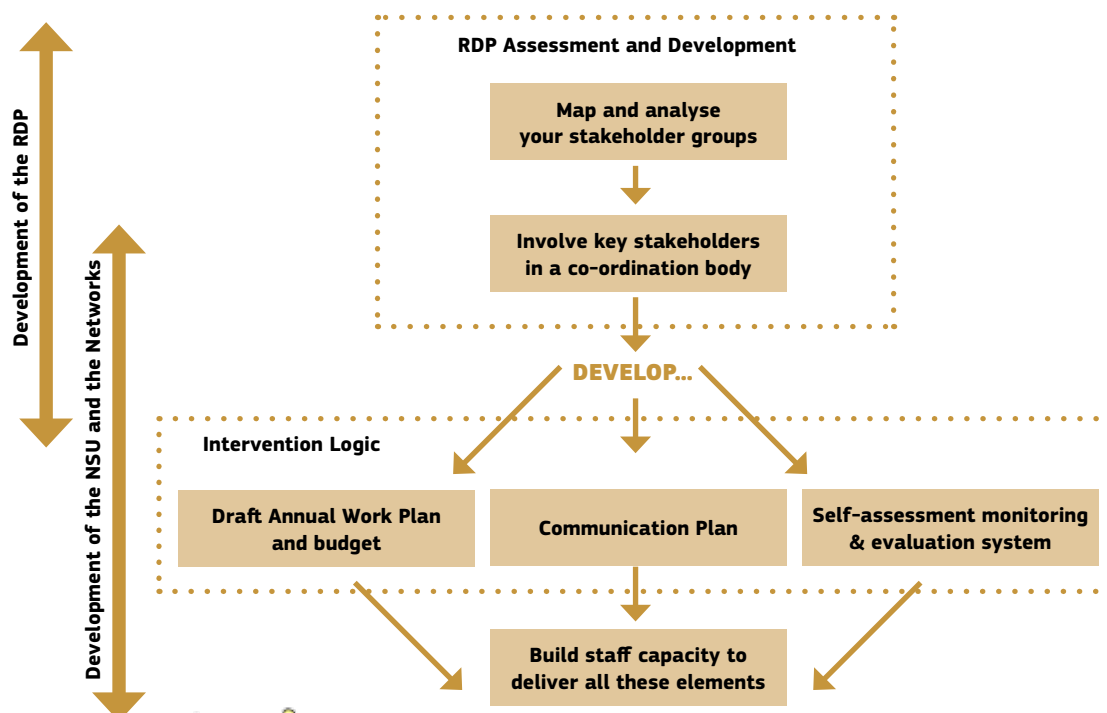 Development of the RDP
Development of the NSU and the Networks
RDP Assessment and Development
Map and analyse
your stakeholder groups
Involve key stakeholders
in a co-ordination body
DEVELOP...
Intervention Logic
Draft Annual Work Plan
and budget
Communication Plan
Self-assessment monitoring
& evaluation system
Build staff capacity to
deliver all these elements